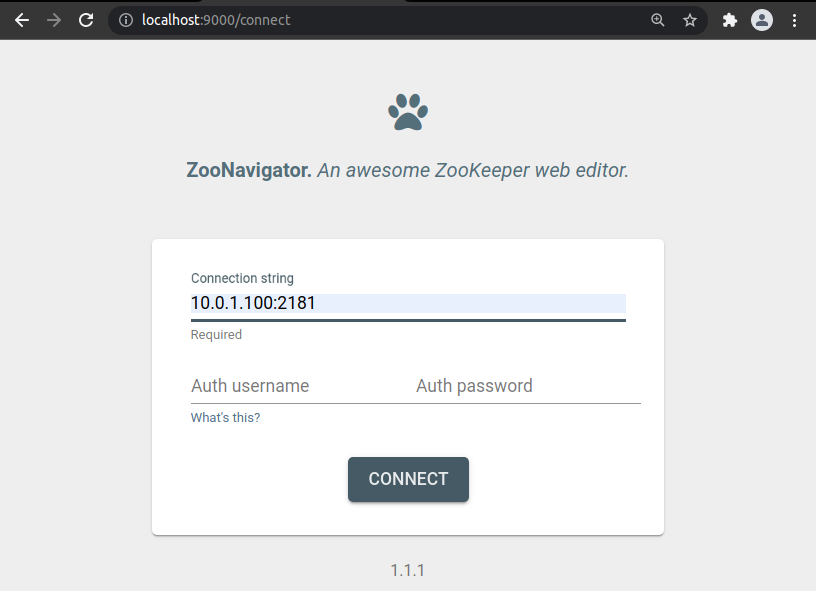 localhost:9000/connect
ZooNavigator. An awesome ZooKeeper web editor.
Connection string
10.0.1.100:2181
Required
Auth username Auth password
What's this?
CONNECT
1.1.1